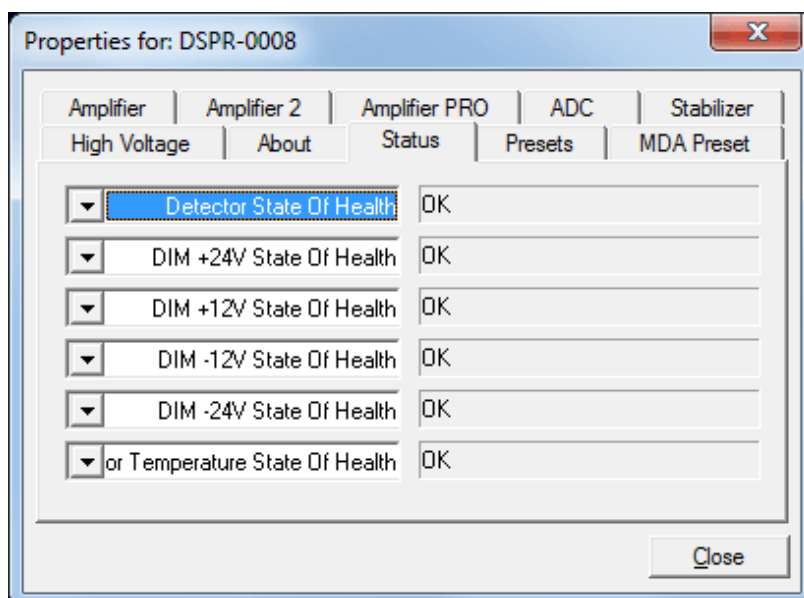 Properties for: DSPR-0008
Amplifier Amplifier 2 Amplifier PRO ADC Stabilizer
High Voltage About Status Presets MDA Preset
Detector State Of Health OK
DIM +24V State Of Health OK
DIM +12V State Of Health OK
DIM -12V State Of Health OK
DIM -24V State Of Health OK
or Temperature State Of Health OK
Close